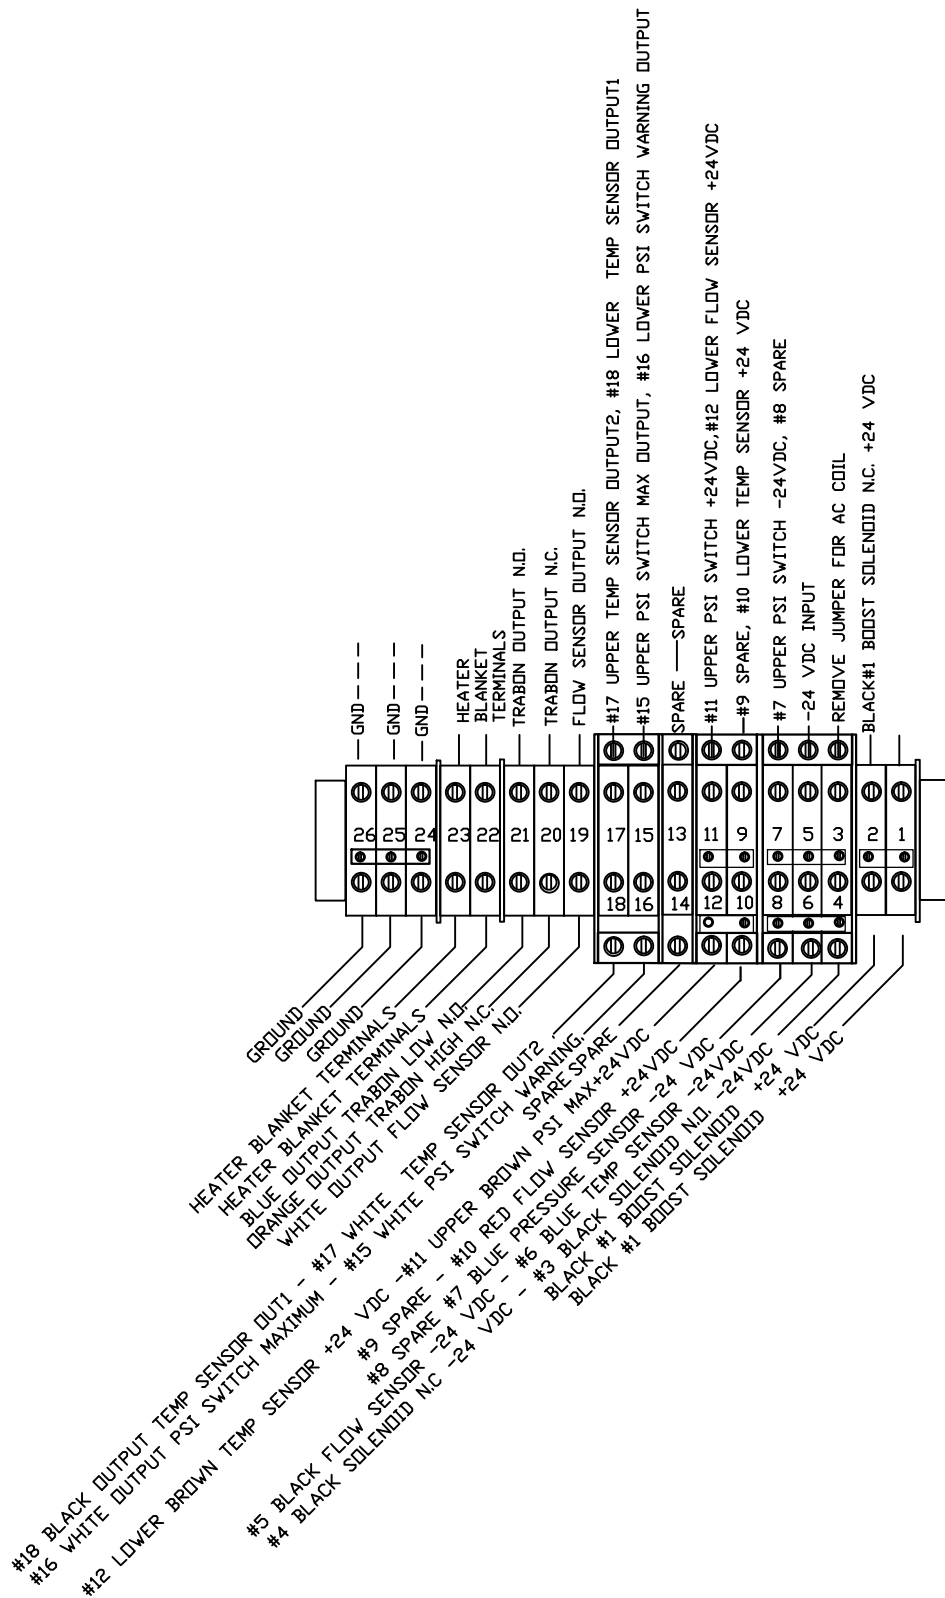 GND
GND
GND
HEATER
BLANKET
TERMINALS
TRABON OUTPUT N.O.
TRABON OUTPUT N.C.
FLOW SENSOR OUTPUT N.O.
#17 UPPER TEMP SENSOR OUTPUT2, #18 LOWER TEMP SENSOR OUTPUT1
#15 UPPER PSI SWITCH MAX OUTPUT, #16 LOWER PSI SWITCH WARNING OUTPUT
SPARE SPARE
#11 UPPER PSI SWITCH +24VDC,#12 LOWER FLOW SENSOR +24VDC
#9 SPARE, #10 LOWER TEMP SENSOR +24 VDC
#7 UPPER PSI SWITCH -24VDC, #8 SPARE
-24 VDC INPUT
REMOVE JUMPER FOR AC COIL
BLACK#1 BOOST SOLENOID N.C. +24 VDC
26 25 24 23 22 21 20 19 17 15 13 11 9 7 5 3 2 1
18 16 14 12 10 8 6 4
GROUND
GROUND
GROUND
HEATER BLANKET TERMINALS
HEATER BLANKET TERMINALS
BLUE OUTPUT TRABON LOW N.O.
ORANGE OUTPUT TRABON HIGH N.C.
WHITE OUTPUT FLOW SENSOR N.O.
#18 BLACK OUTPUT TEMP SENSOR OUT1 - #17 WHITE TEMP SENSOR OUT2
#16 WHITE OUTPUT PSI SWITCH MAXIMUM - #15 WHITE PSI SWITCH WARNING.
SPARE SPARE
#12 LOWER BROWN TEMP SENSOR +24 VDC -#11 UPPER BROWN PSI MAX+24VDC
#9 SPARE - #10 RED FLOW SENSOR +24VDC
#8 SPARE #7 BLUE PRESSURE SENSOR -24 VDC
#5 BLACK FLOW SENSOR -24 VDC - #6 BLUE TEMP SENSOR -24VDC
#4 BLACK SOLENOID N.C -24 VDC - #3 BLACK SOLENOID N.O. -24VDC
BLACK #1 BOOST SOLENOID +24 VDC
BLACK #1 BOOST SOLENOID +24 VDC